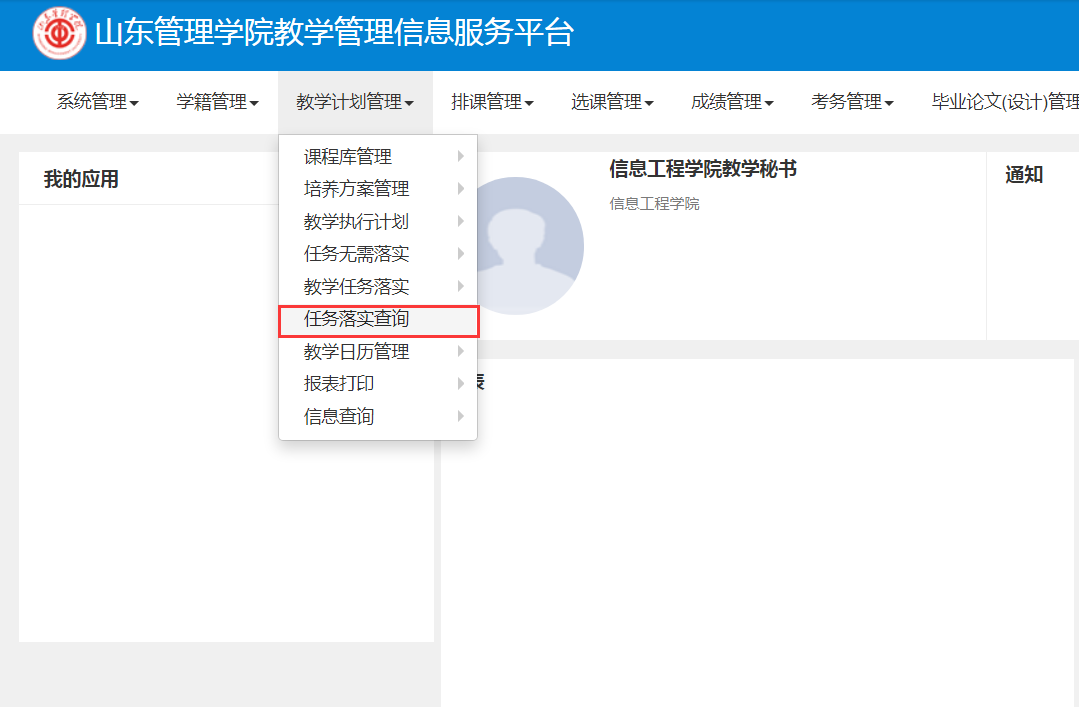 山东管理学院教学管理信息服务平台
系统管理 学籍管理 教学计划管理 排课管理 选课管理 成绩管理 考务管理 毕业论文(设计)管理
我的应用
课程库管理
培养方案管理
教学执行计划
任务无需落实
教学任务落实
任务落实查询
教学日历管理
报表打印
信息查询
信息工程学院教学秘书
信息工程学院
通知
表